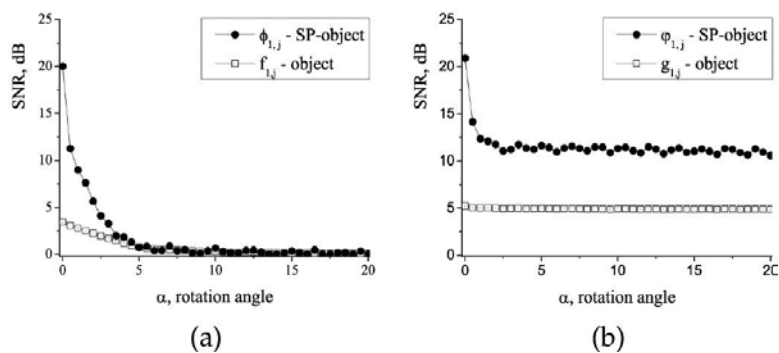 25
20
15
10
5
0
SNR, dB
ϕ1,j - SP-object
f1,j - object
0 5 10 15 20
α, rotation angle
(a)
25
20
15
10
5
0
SNR, dB
φ1,j - SP-object
g1,j - object
0 5 10 15 20
α, rotation angle
(b)